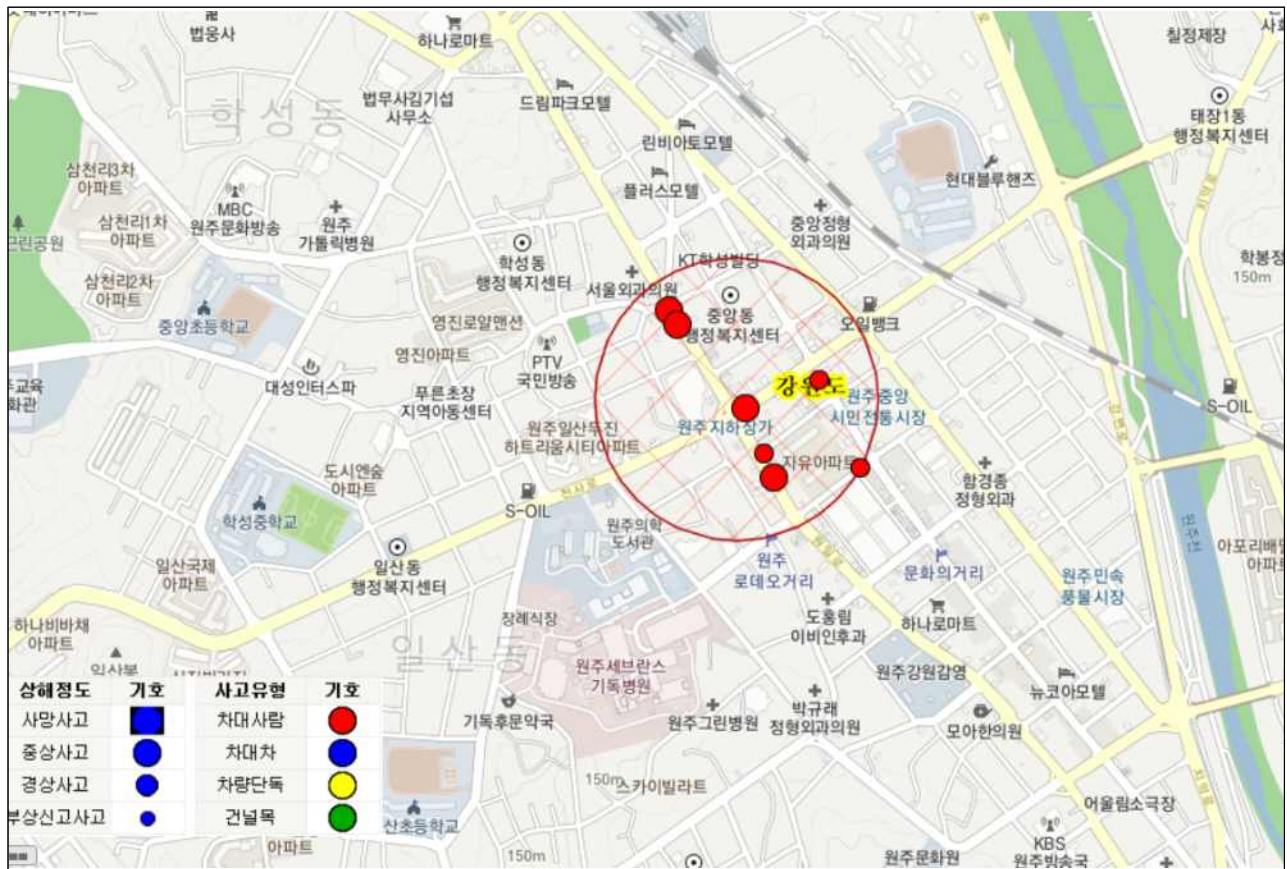 법웅사
하나로마트
칠정제장
학성동
법무사김기섭
사무소
드림파크모텔
태장1동
행정복지센터
린비아토모텔
현대블루핸즈
삼천리3차
아파트
플러스모텔
MBC
원주문화방송
원주
가톨릭병원
삼천리1차
아파트
중앙정형
외과의원
근린공원
학성동
행정복지센터
KT학성빌딩
삼천리2차
아파트
서울외과의원
150m
중앙동
행정복지센터
오일뱅크
중앙초등학교
영진로얄맨션
영진아파트
PTV
국민방송
대성인터스파
푸른초장
지역아동센터
강원도
원주중앙
시민전통시장
S-OIL
원주지하상가
원주일산두진
하트리움시티아파트
자유아파트
도시엔숲
아파트
함경종
정형외과
학성중학교
S-OIL
원주의학
도서관
원주천
일산국제
아파트
일산동
행정복지센터
원주
로데오거리
원일로
문화의거리
원주민속
풍물시장
하나비바채
아파트
장례식장
도홍림
이비인후과
하나로마트
일산동
원주세브란스
기독병원
원주강원감영
뉴코아모텔
상해정도 기호 사고유형 기호
사망사고 차대사람
중상사고 차대차
경상사고 차량단독
부상신고사고 건널목
기독후문약국
원주그린병원
박규래
정형외과의원
모아한의원
150m
스카이빌라트
어울림소극장
산초등학교
아파트
150m
원주문화원
KBS
원주방송국